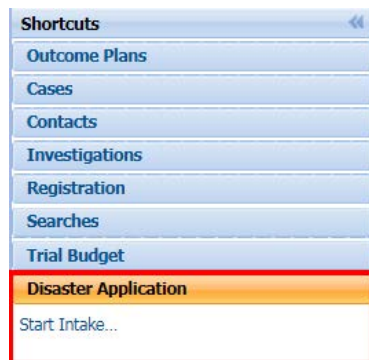 Shortcuts
Outcome Plans
Cases
Contacts
Investigations
Registration
Searches
Trial Budget
Disaster Application
Start Intake...